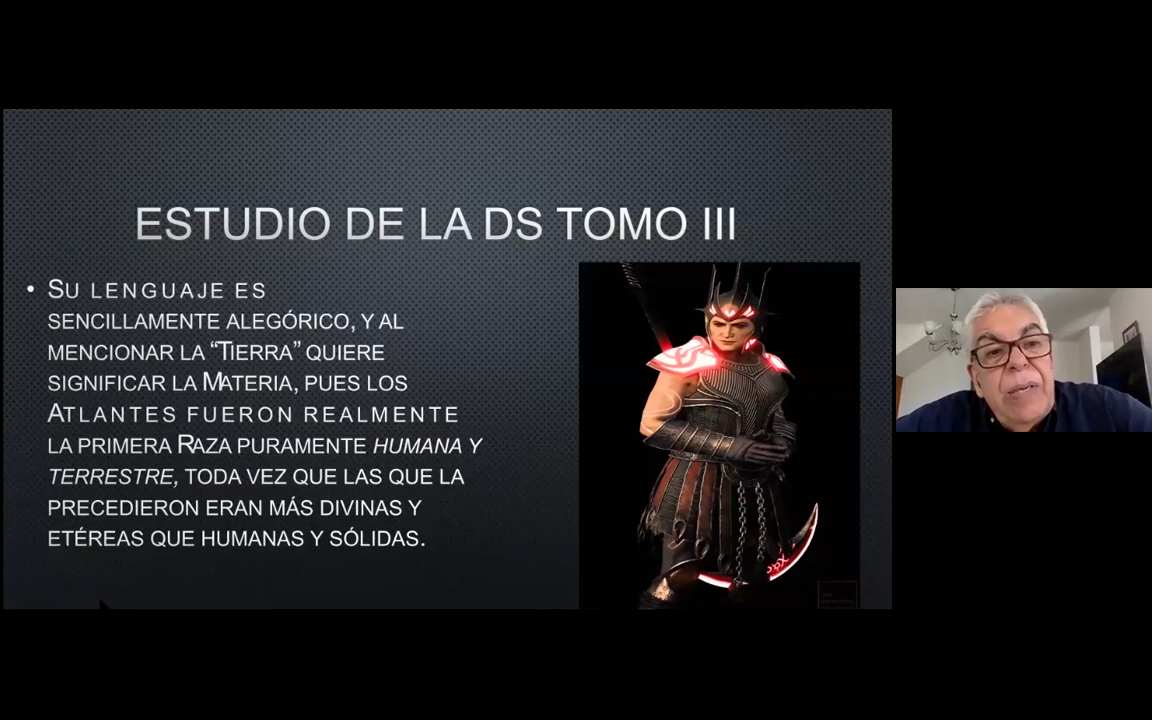 ESTUDIO DE LA DS TOMO III
• SU LENGUAJE ES
SENCILLAMENTE ALEGÓRICO, Y AL
MENCIONAR LA “TIERRA” QUIERE
SIGNIFICAR LA MATERIA, PUES LOS
ATLANTES FUERON REALMENTE
LA PRIMERA RAZA PURAMENTE HUMANA Y
TERRESTRE, TODA VEZ QUE LAS QUE LA
PRECEDIERON ERAN MÁS DIVINAS Y
ETÉREAS QUE HUMANAS Y SÓLIDAS.